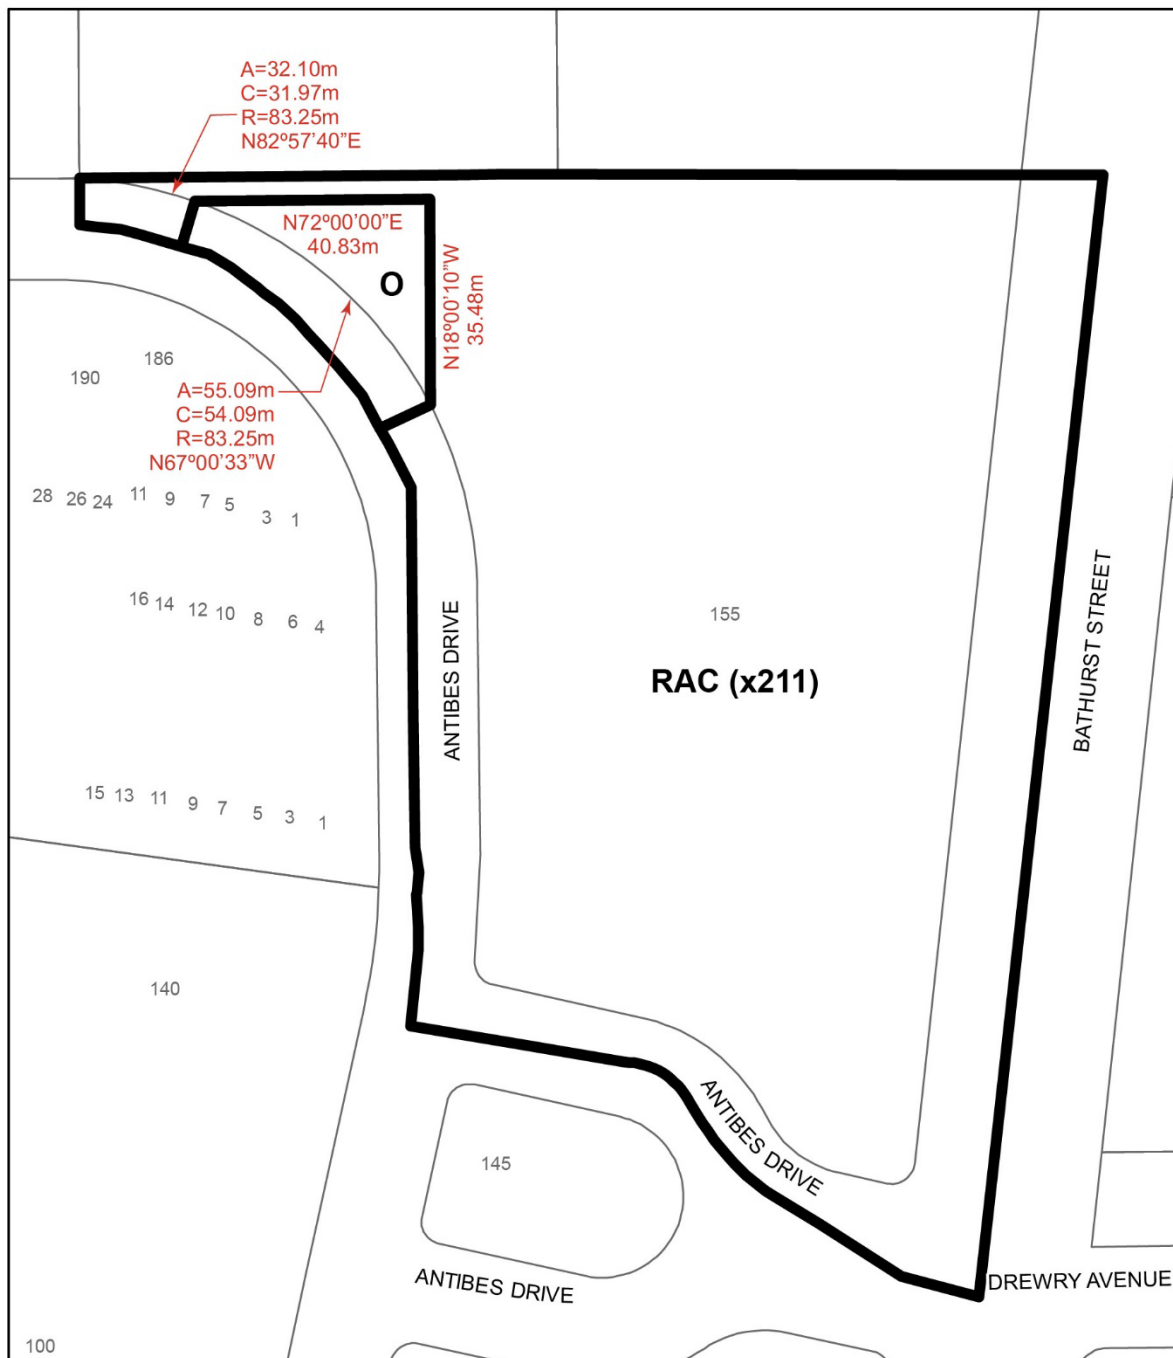 A=32.10m
C=31.97m
R=83.25m
N82º57'40"E
N72º00'00"E
40.83m
O
N18º00'10"W
35.48m
186
190
A=55.09m
C=54.09m
R=83.25m
N67º00'33"W
28 26 24 11 9 7 5 3 1
16 14 12 10 8 6 4
ANTIBES DRIVE
155
RAC (x211)
BATHURST STREET
15 13 11 9 7 5 3 1
140
ANTIBES DRIVE
145
ANTIBES DRIVE
DREWRY AVENUE
100